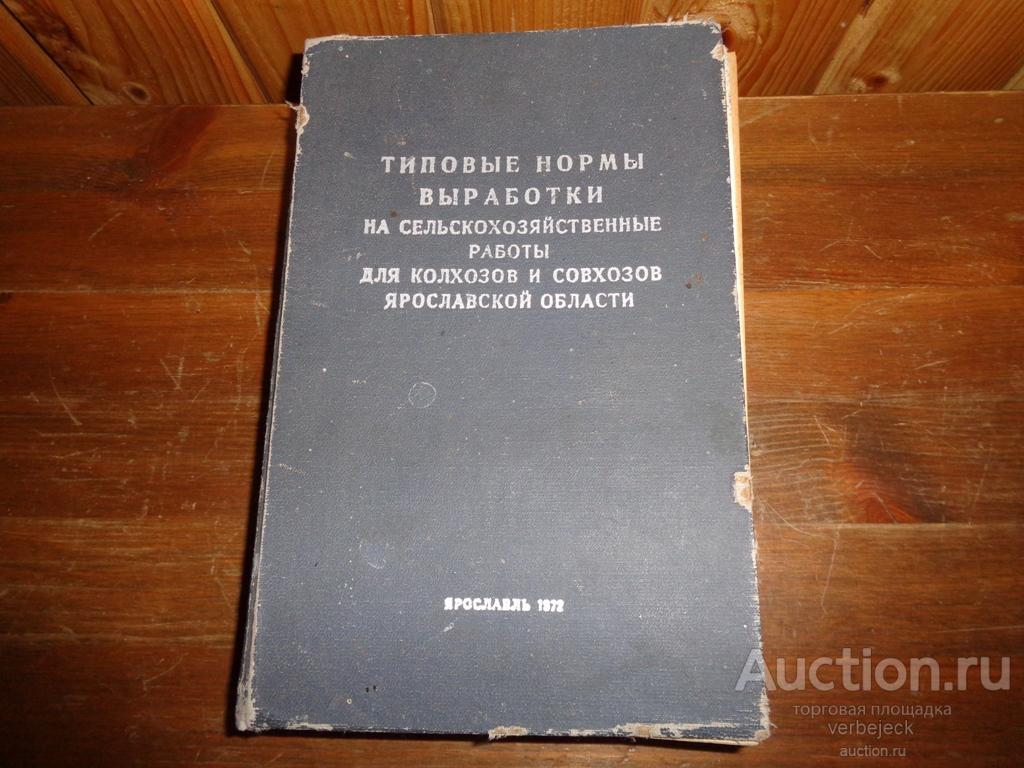 ТИПОВЫЕ НОРМЫ
ВЫРАБОТКИ
НА СЕЛЬСКОХОЗЯЙСТВЕННЫЕ
РАБОТЫ
ДЛЯ КОЛХОЗОВ И СОВХОЗОВ
ЯРОСЛАВСКОЙ ОБЛАСТИ
ЯРОСЛАВЛЬ 1972
Auction.ru
торговая площадка
verbejeck
auction.ru